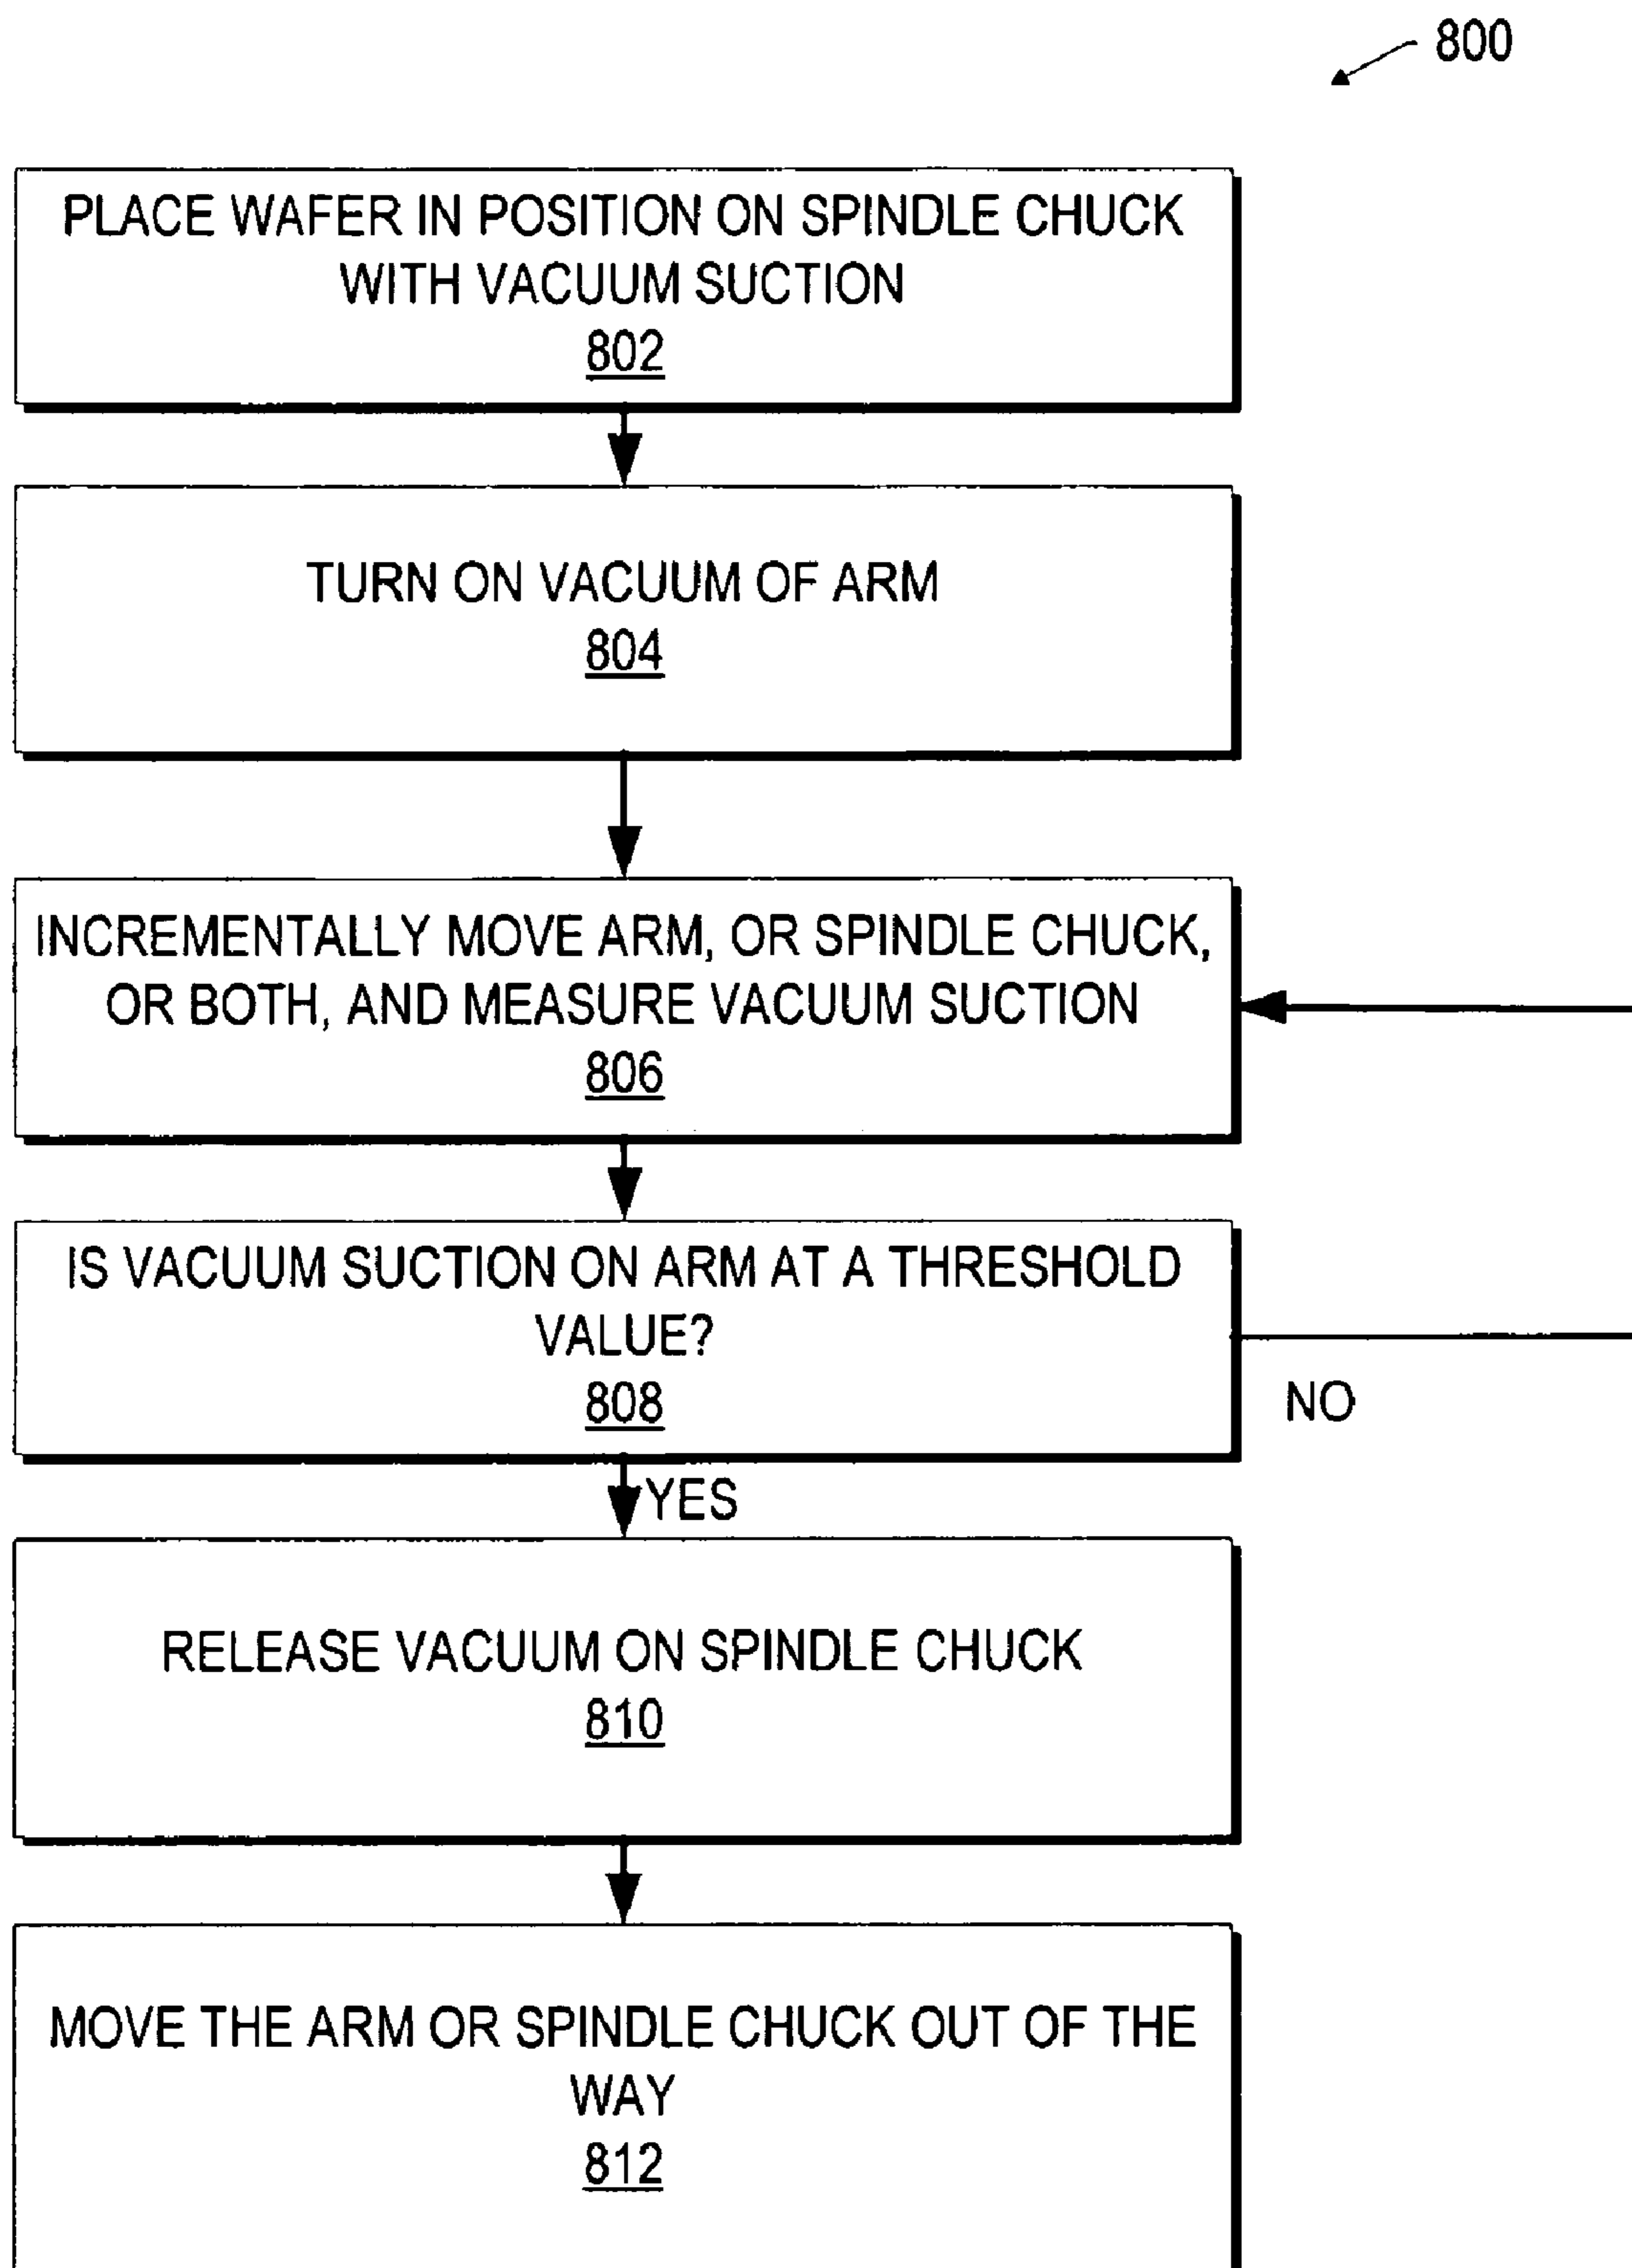 800
PLACE WAFER IN POSITION ON SPINDLE CHUCK
WITH VACUUM SUCTION
802
TURN ON VACUUM OF ARM
804
INCREMENTALLY MOVE ARM, OR SPINDLE CHUCK,
OR BOTH, AND MEASURE VACUUM SUCTION
806
IS VACUUM SUCTION ON ARM AT A THRESHOLD
VALUE?
808
NO
YES
RELEASE VACUUM ON SPINDLE CHUCK
810
MOVE THE ARM OR SPINDLE CHUCK OUT OF THE
WAY
812